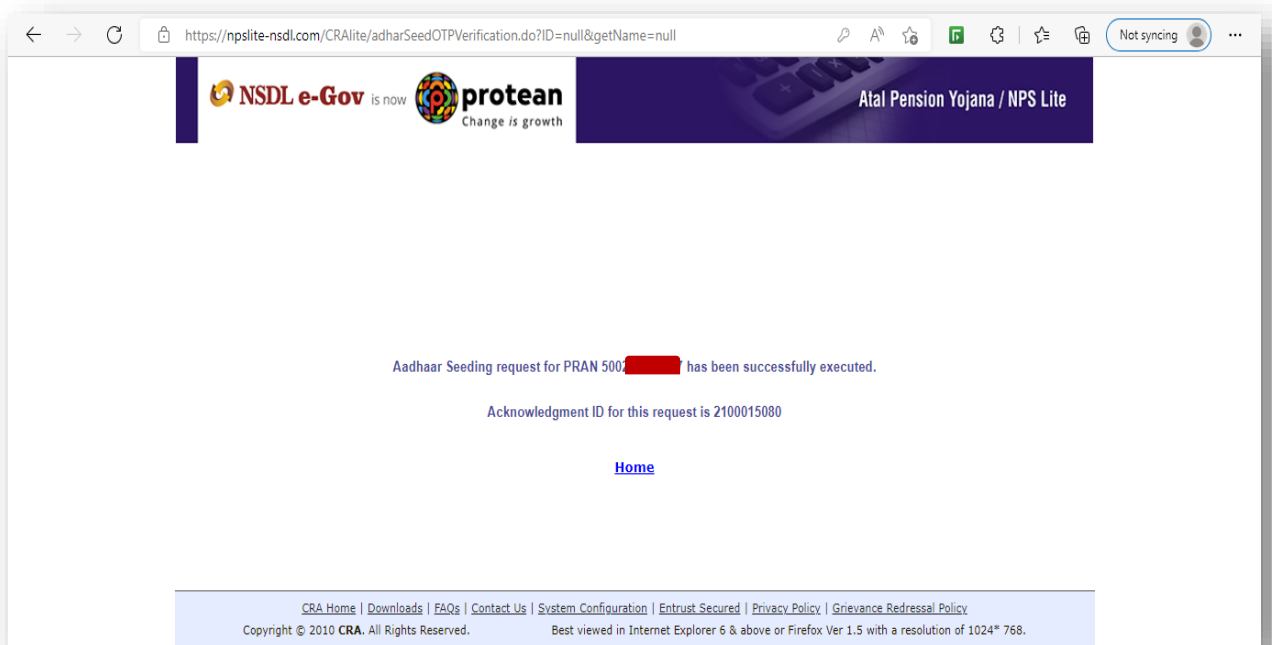 https://npslite-nsdl.com/CRAlite/adharSeedOTPVerification.do?ID=null&getName=null
Not syncing
NSDL e-Gov is now protean
Change is growth
Atal Pension Yojana / NPS Lite
Aadhaar Seeding request for PRAN 5002 has been successfully executed.
Acknowledgment ID for this request is 2100015080
Home
CRA Home | Downloads | FAQs | Contact Us | System Configuration | Entrust Secured | Privacy Policy | Grievance Redressal Policy
Copyright © 2010 CRA. All Rights Reserved. Best viewed in Internet Explorer 6 & above or Firefox Ver 1.5 with a resolution of 1024* 768.